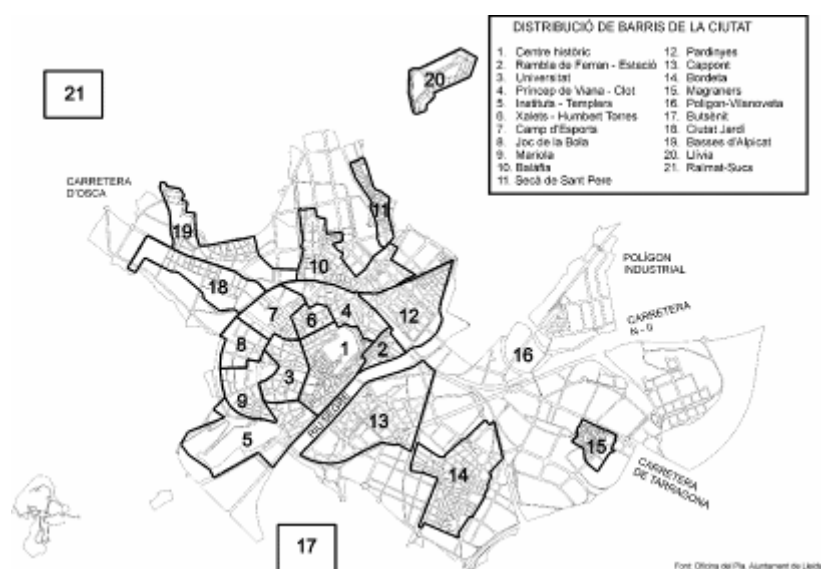 DISTRIBUCIÓ DE BARRIS DE LA CIUTAT
1. Centre històric
2. Rambla de Ferran - Estació
3. Universitat
4. Príncep de Viana - Clot
5. Instituts - Templers
6. Xalets - Humbert Torres
7. Camp d'Esports
8. Joc de la Bola
9. Mariola
10. Balàfia
11. Secà de Sant Pere
12. Pardinyes
13. Cappont
14. Bordeta
15. Magraners
16. Polígon-Vilanoveta
17. Butsènit
18. Ciutat Jardí
19. Basses d'Alpicat
20. Llívia
21. Raimat-Sucs
21
20
CARRETERA
D'OSCA
11
19
10
POLÍGON
INDUSTRIAL
18
CARRETERA
N-II
7
6
4
12
8
1
2
16
3
9
RIU SEGRE
13
5
15
14
CARRETERA
DE TARRAGONA
17
Font: Oficina del Pla. Ajuntament de Lleida